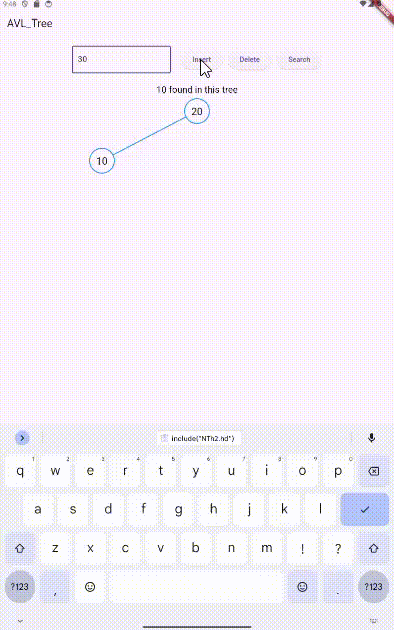 9:48
AVL_Tree
30 Insert Delete Search
10 found in this tree
20
10
include("NTh2.hd")
1 2 3 4 5 6 7 8 9 0
q w e r t y u i o p
a s d f g h j k l
z x c v b n m ! ?
?123 , . ?123